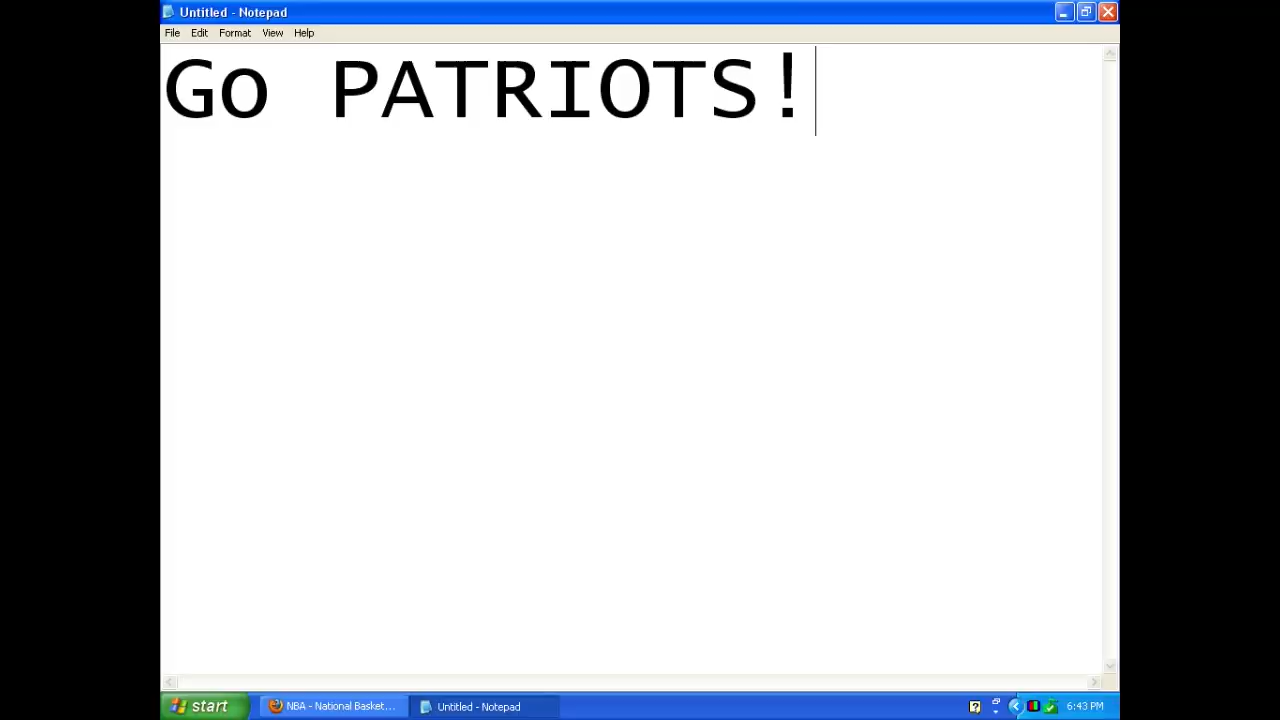 Untitled - Notepad
File Edit Format View Help
Go PATRIOTS!
start NBA - National Basket... Untitled - Notepad 6:43 PM